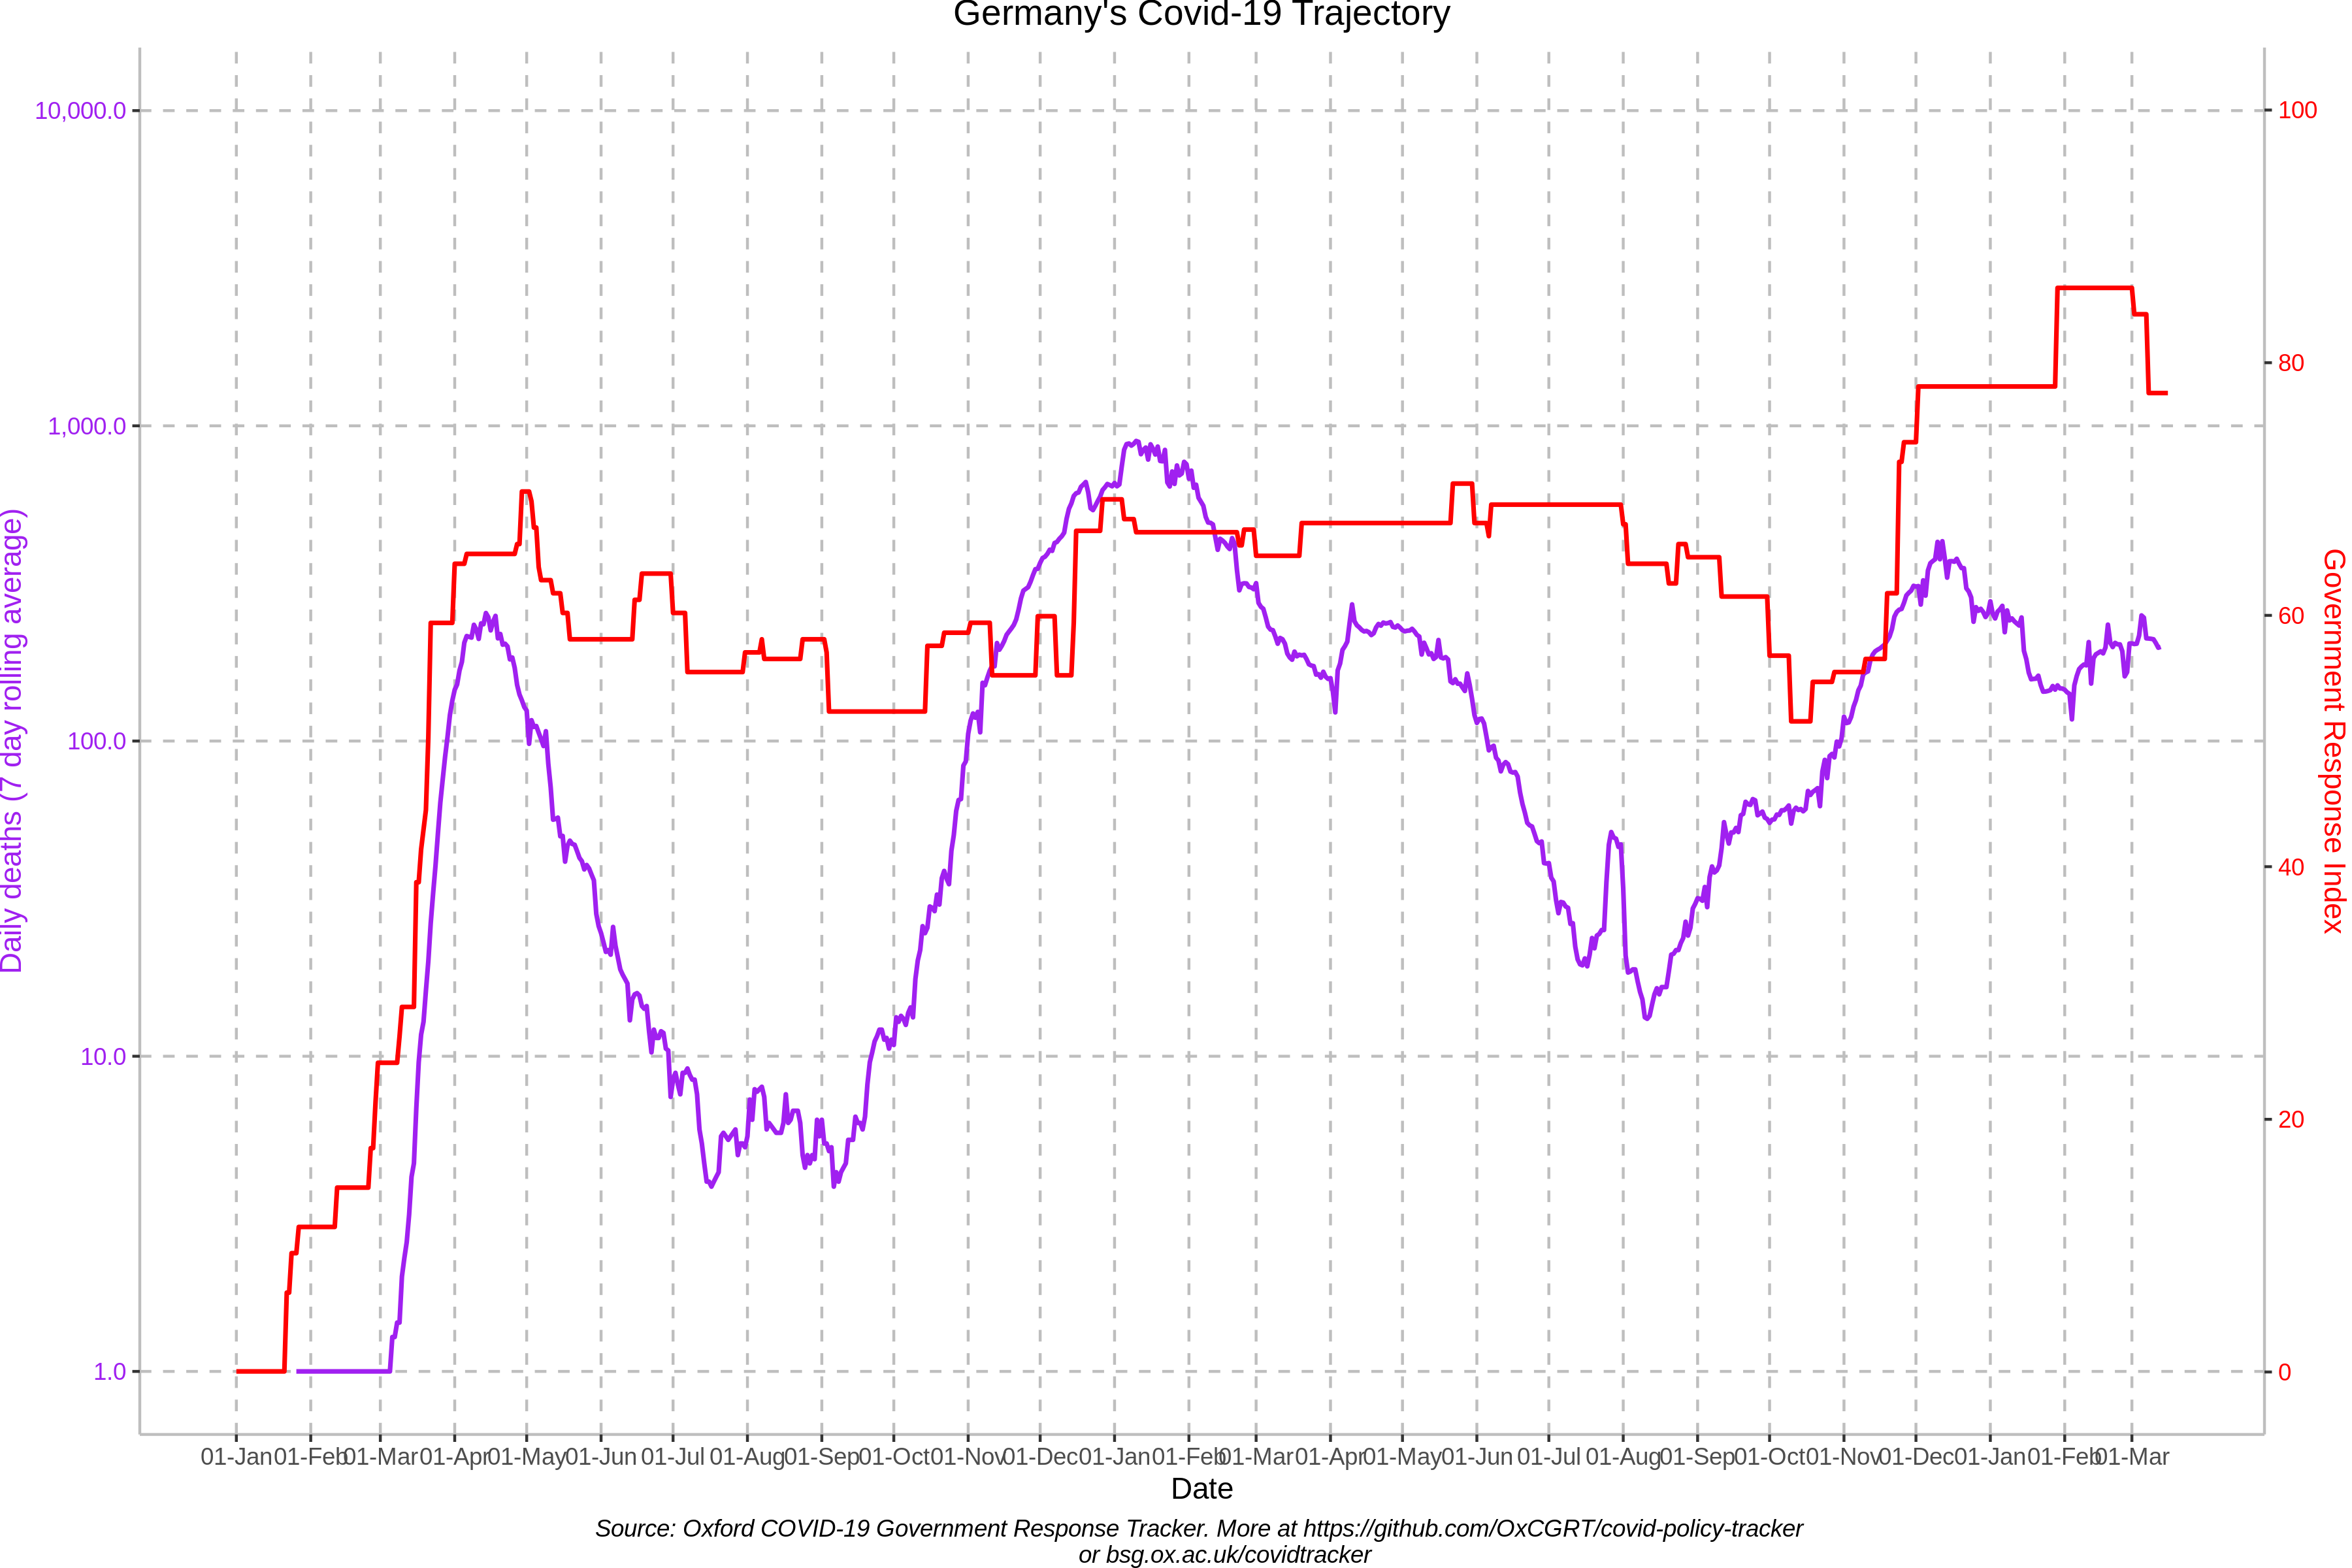 Germany's Covid-19 Trajectory
10,000.0
1,000.0
100.0
10.0
1.0
Daily deaths (7 day rolling average)
100
80
60
40
20
0
Government Response Index
01-Jan 01-Feb 01-Mar 01-Apr 01-May 01-Jun 01-Jul 01-Aug 01-Sep 01-Oct 01-Nov 01-Dec 01-Jan 01-Feb 01-Mar 01-Apr 01-May 01-Jun 01-Jul 01-Aug 01-Sep 01-Oct 01-Nov 01-Dec 01-Jan 01-Feb 01-Mar
Date
Source: Oxford COVID-19 Government Response Tracker. More at https://github.com/OxCGRT/covid-policy-tracker
or bsg.ox.ac.uk/covidtracker